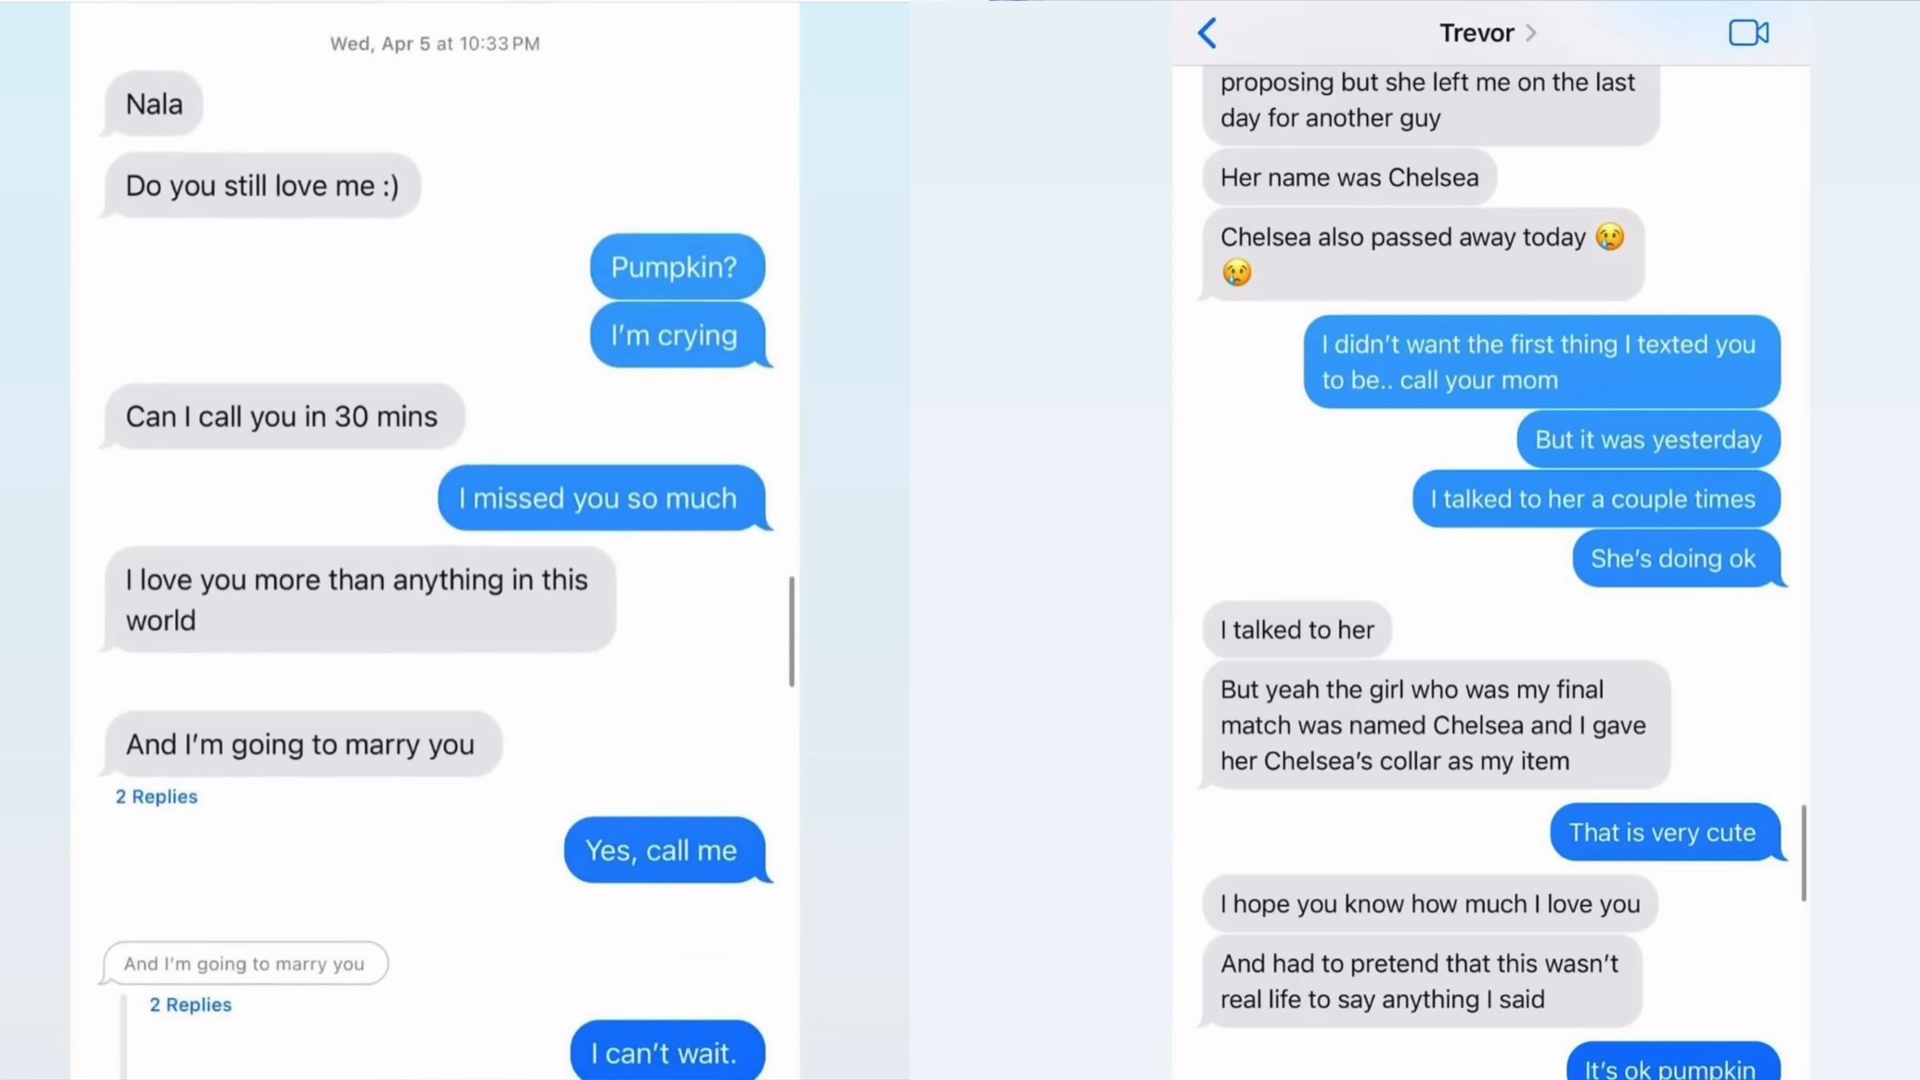 Wed, Apr 5 at 10:33 PM
Nala
Do you still love me :)
Pumpkin?
I'm crying
Can I call you in 30 mins
I missed you so much
I love you more than anything in this
world
And I'm going to marry you
2 Replies
Yes, call me
And I'm going to marry you
2 Replies
I can't wait.
Trevor
proposing but she left me on the last
day for another guy
Her name was Chelsea
Chelsea also passed away today 😢
😢
I didn't want the first thing I texted you
to be.. call your mom
But it was yesterday
I talked to her a couple times
She's doing ok
I talked to her
But yeah the girl who was my final
match was named Chelsea and I gave
her Chelsea's collar as my item
That is very cute
I hope you know how much I love you
And had to pretend that this wasn't
real life to say anything I said
It's ok pumpkin